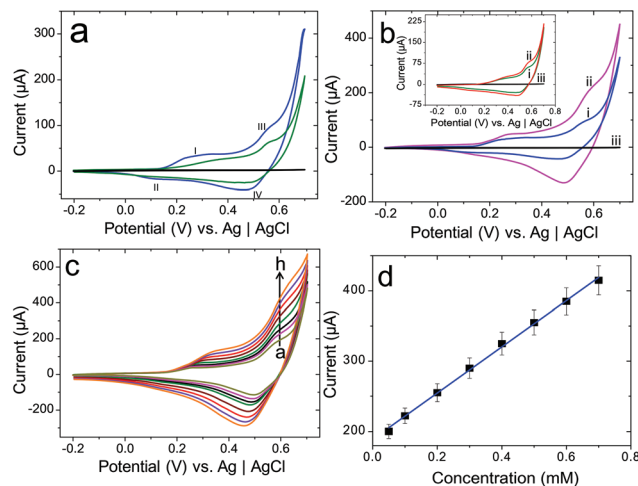 a
300
200
100
0
Current (µA)
I
II
III
IV
-0.2
0.0
0.2
0.4
0.6
Potential (V) vs. Ag | AgCl
b
400
200
0
-200
Current (µA)
ii
i
iii
-0.2
0.0
0.2
0.4
0.6
Potential (V) vs. Ag | AgCl
225
150
75
0
-75
Current (µA)
ii
i
iii
-0.2
0.0
0.2
0.4
0.6
0.8
Potential (V) vs. Ag | AgCl
c
600
400
200
0
-200
Current (µA)
h
a
-0.2
0.0
0.2
0.4
0.6
Potential (V) vs. Ag | AgCl
d
400
300
200
Current (µA)
0.0
0.2
0.4
0.6
0.8
Concentration (mM)